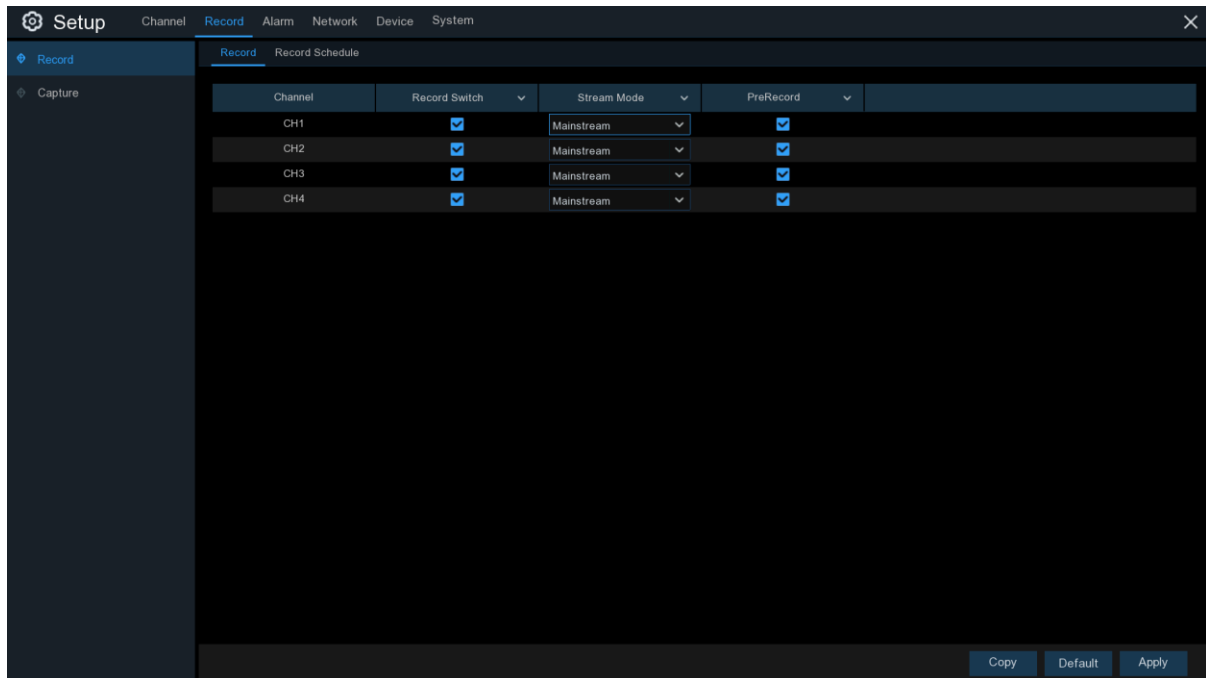 Setup Channel Record Alarm Network Device System
Record Record Record Schedule
Capture
Channel Record Switch Stream Mode PreRecord
CH1 Mainstream
CH2 Mainstream
CH3 Mainstream
CH4 Mainstream
Copy Default Apply